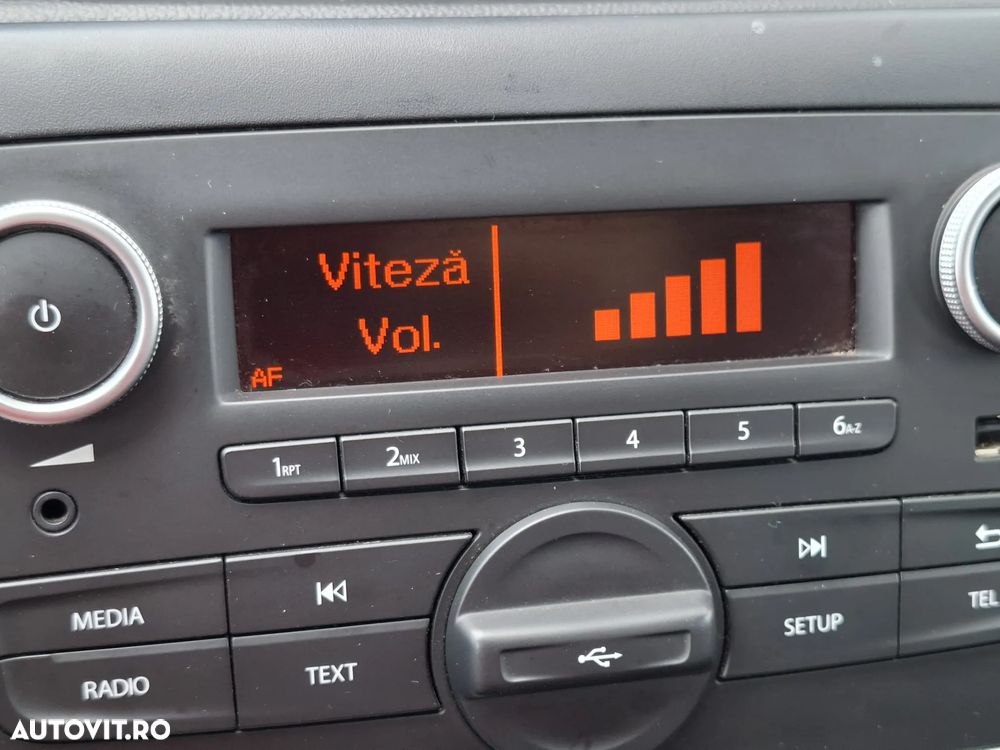 Viteză
Vol.
AF
1RPT 2MIX 3 4 5 6A-Z
MEDIA
SETUP
TEL
RADIO
TEXT
AUTOVIT.RO